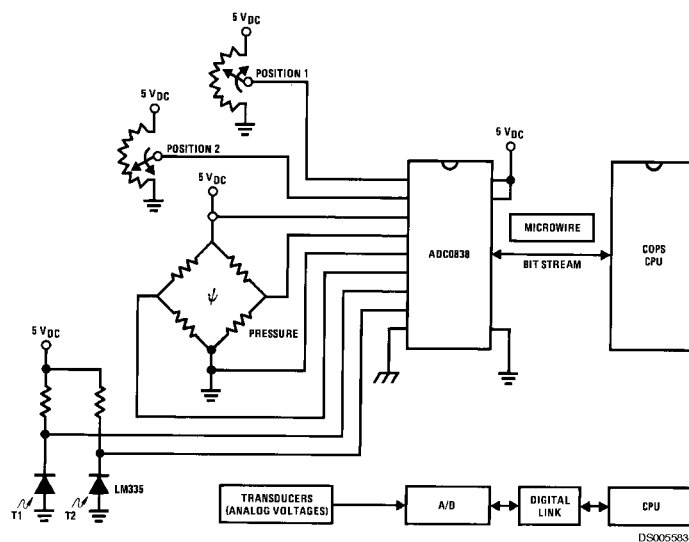 5 VDC
POSITION 1
5 VDC
POSITION 2
5 VDC
5 VDC
MICROWIRE
ADC0838
COPS
CPU
BIT STREAM
ψ
PRESSURE
5 VDC
LM335
T1
T2
TRANSDUCERS
(ANALOG VOLTAGES)
A/D
DIGITAL
LINK
CPU
DS005583